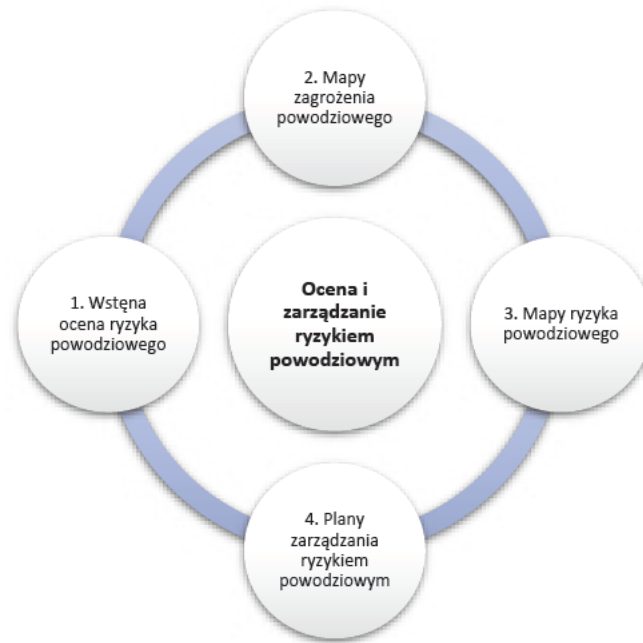 2. Mapy
zagrożenia
powodziowego
1. Wstęna
ocena ryzyka
powodziowego
Ocena i
zarządzanie
ryzykiem
powodziowym
3. Mapy ryzyka
powodziowego
4. Plany
zarządzania
ryzykiem
powodziowym